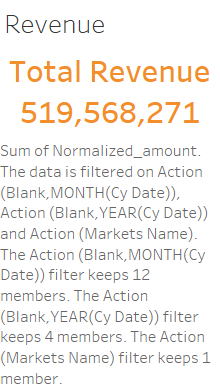 Revenue
Total Revenue
519,568,271
Sum of Normalized_amount.
The data is filtered on Action
(Blank,MONTH(Cy Date)),
Action (Blank,YEAR(Cy Date))
and Action (Markets Name).
The Action (Blank,MONTH(Cy
Date)) filter keeps 12
members. The Action
(Blank,YEAR(Cy Date)) filter
keeps 4 members. The Action
(Markets Name) filter keeps 1
member.